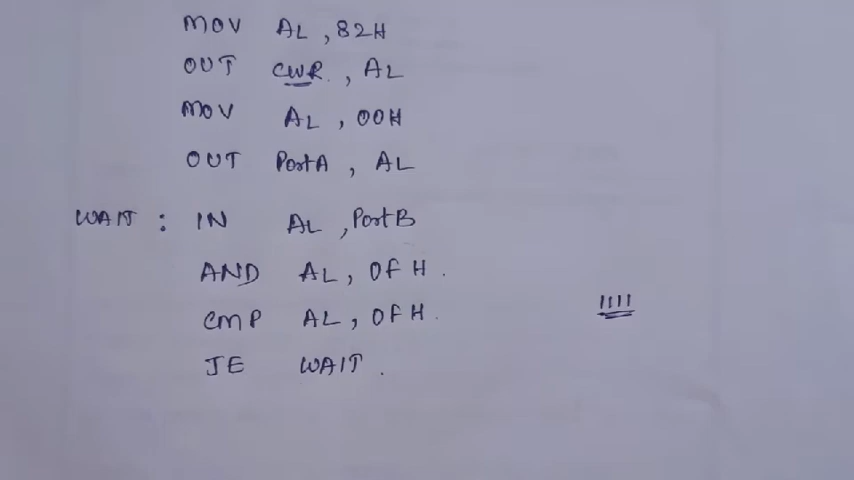 MOV AL, 82H
OUT CWR., AL
MOV AL, 00H
OUT PortA, AL
WAIT: IN AL, PortB
AND AL, 0FH.
CMP AL, 0FH.
1111
JE WAIT.